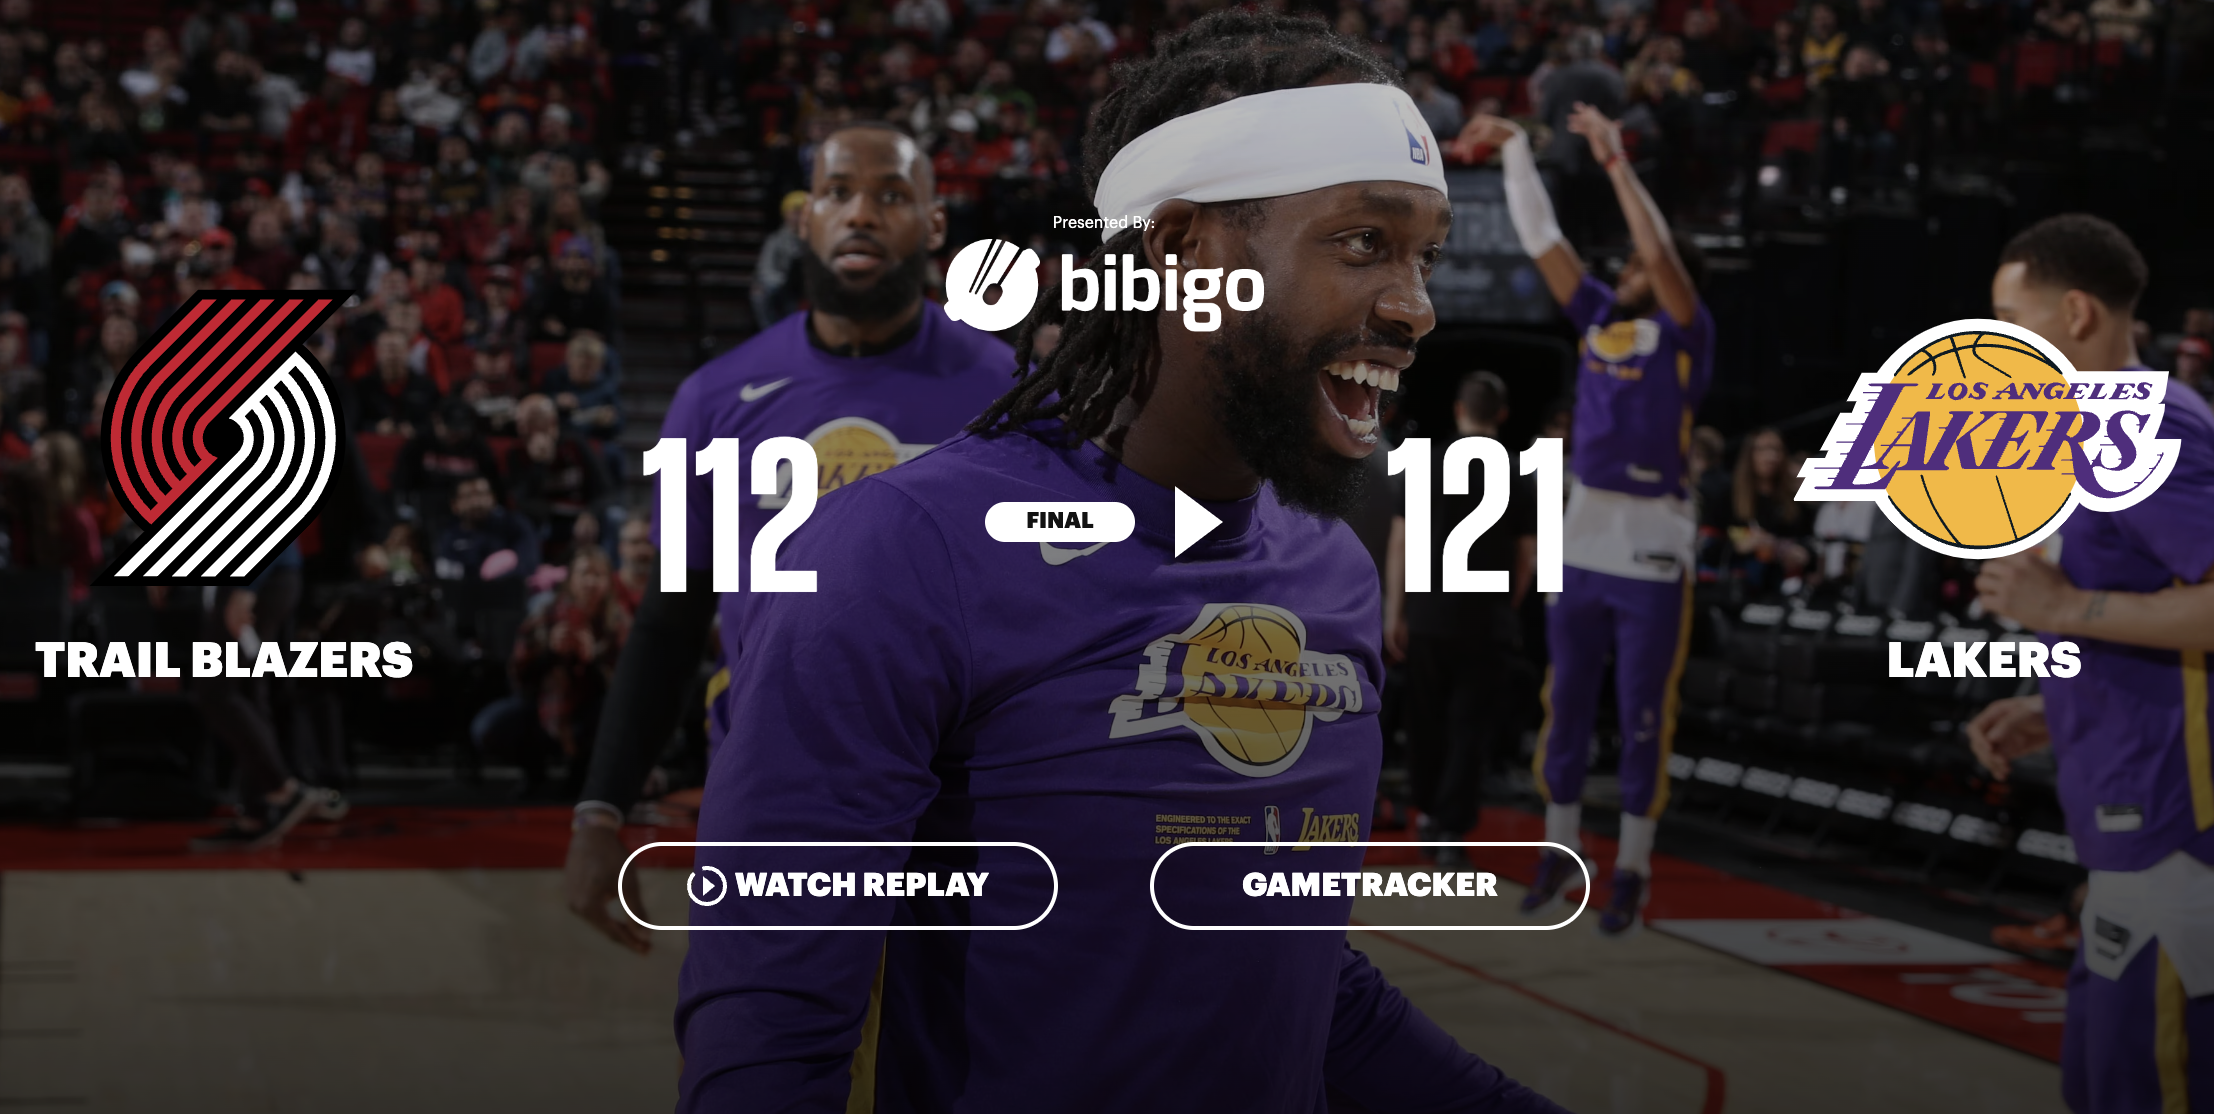 Presented By:
bibigo
LOS ANGELES
LAKERS
112
FINAL
121
TRAIL BLAZERS
LAKERS
LOS ANGELES
LAKERS
ENGINEERED TO THE EXACT
SPECIFICATIONS OF THE
LOS ANGELES LAKERS
LAKERS
WATCH REPLAY
GAMETRACKER